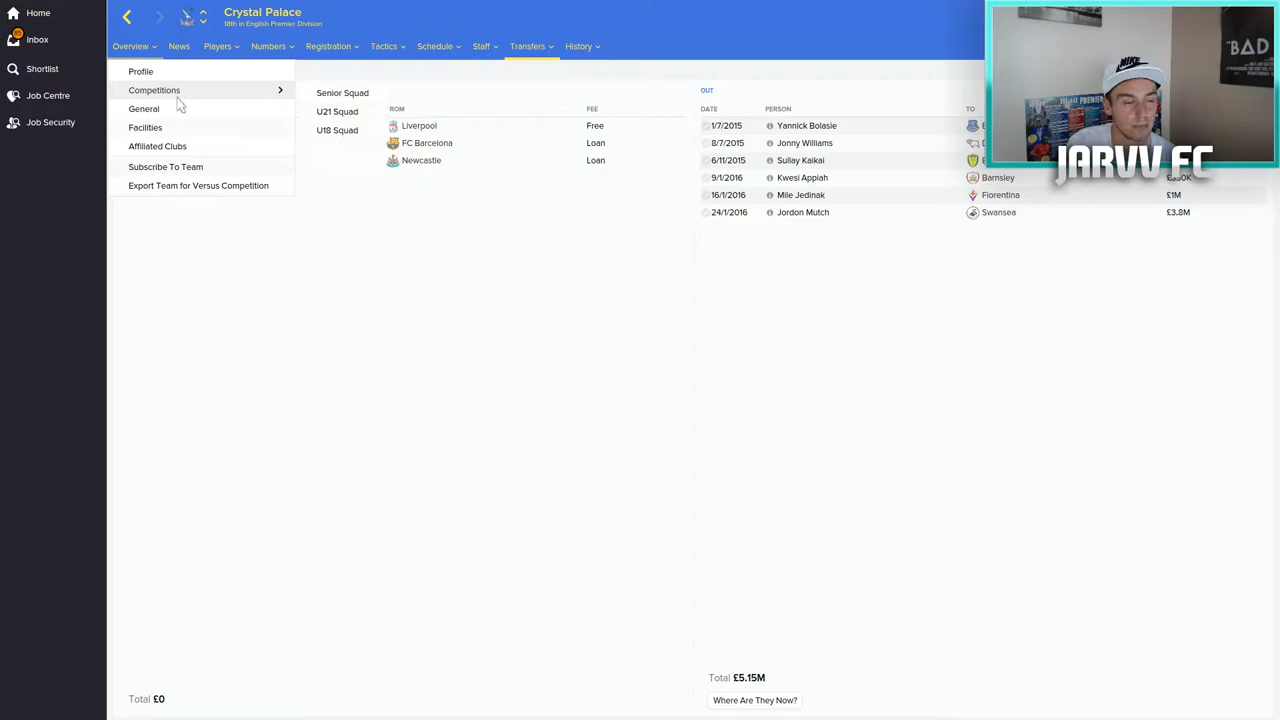 Home
Inbox
Shortlist
Job Centre
Job Security
Crystal Palace
18th in English Premier Division
Overview News Players Numbers Registration Tactics Schedule Staff Transfers History
Profile
Competitions
General
Facilities
Affiliated Clubs
Subscribe To Team
Export Team for Versus Competition
Senior Squad
U21 Squad
U18 Squad
ROM FEE
Liverpool Free
FC Barcelona Loan
Newcastle Loan
Total £0
OUT
DATE PERSON TO
1/7/2015 Yannick Bolasie
8/7/2015 Jonny Williams
6/11/2015 Sullay Kaikai
9/1/2016 Kwesi Appiah Barnsley
16/1/2016 Mile Jedinak Fiorentina £1M
24/1/2016 Jordon Mutch Swansea £3.8M
Total £5.15M
Where Are They Now?
JARVV FC
"BAD